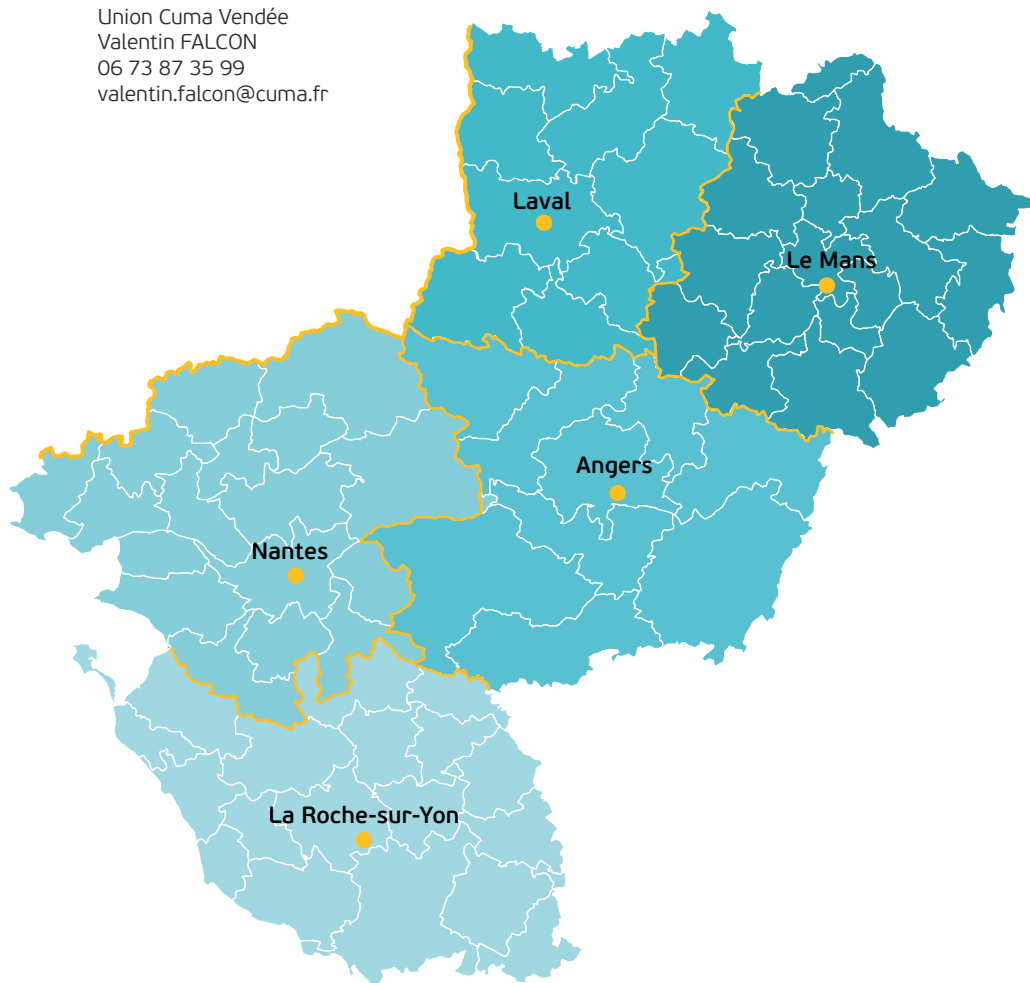 Union Cuma Vendée
Valentin FALCON
06 73 87 35 99
valentin.falcon@cuma.fr
Laval
Le Mans
Angers
Nantes
La Roche-sur-Yon